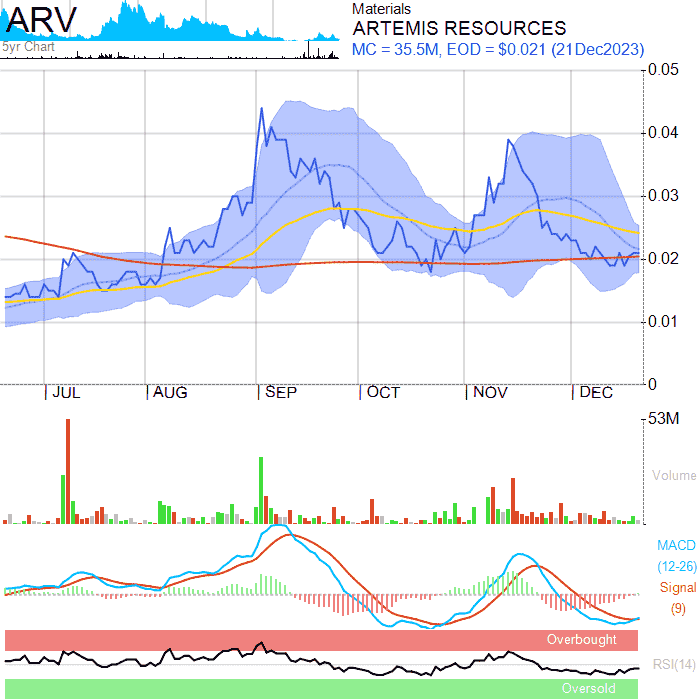 ARV
5yr Chart
Materials
ARTEMIS RESOURCES
MC = 35.5M, EOD = $0.021 (21Dec2023)
0.05
0.04
0.03
0.02
0.01
0
JUL AUG SEP OCT NOV DEC
53M
Volume
MACD
(12-26)
Signal
(9)
Overbought
RSI(14)
Oversold